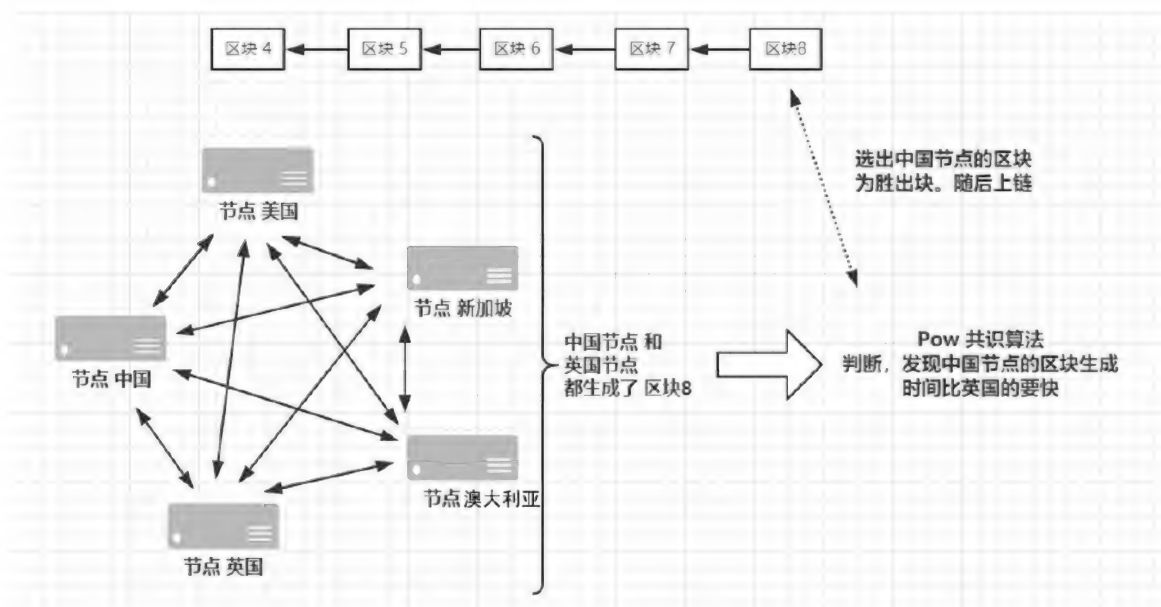 区块 4
区块 5
区块 6
区块 7
区块8
选出中国节点的区块
为胜出块。随后上链
节点 美国
节点 新加坡
节点 中国
中国节点 和
英国节点
都生成了 区块8
Pow 共识算法
判断，发现中国节点的区块生成
时间比英国的要快
节点 澳大利亚
节点 英国